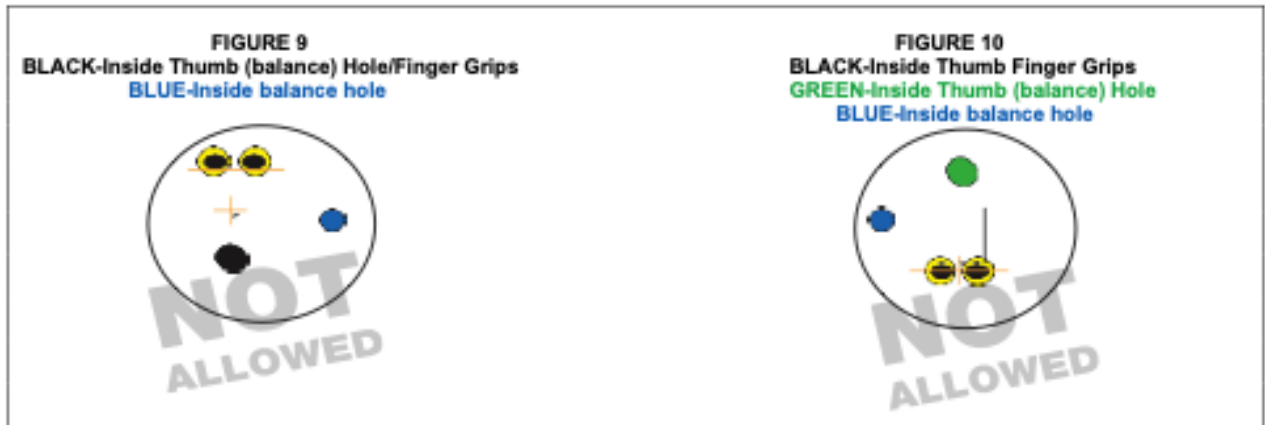 FIGURE 9
BLACK-Inside Thumb (balance) Hole/Finger Grips
BLUE-Inside balance hole
NOT
ALLOWED
FIGURE 10
BLACK-Inside Thumb Finger Grips
GREEN-Inside Thumb (balance) Hole
BLUE-Inside balance hole
NOT
ALLOWED